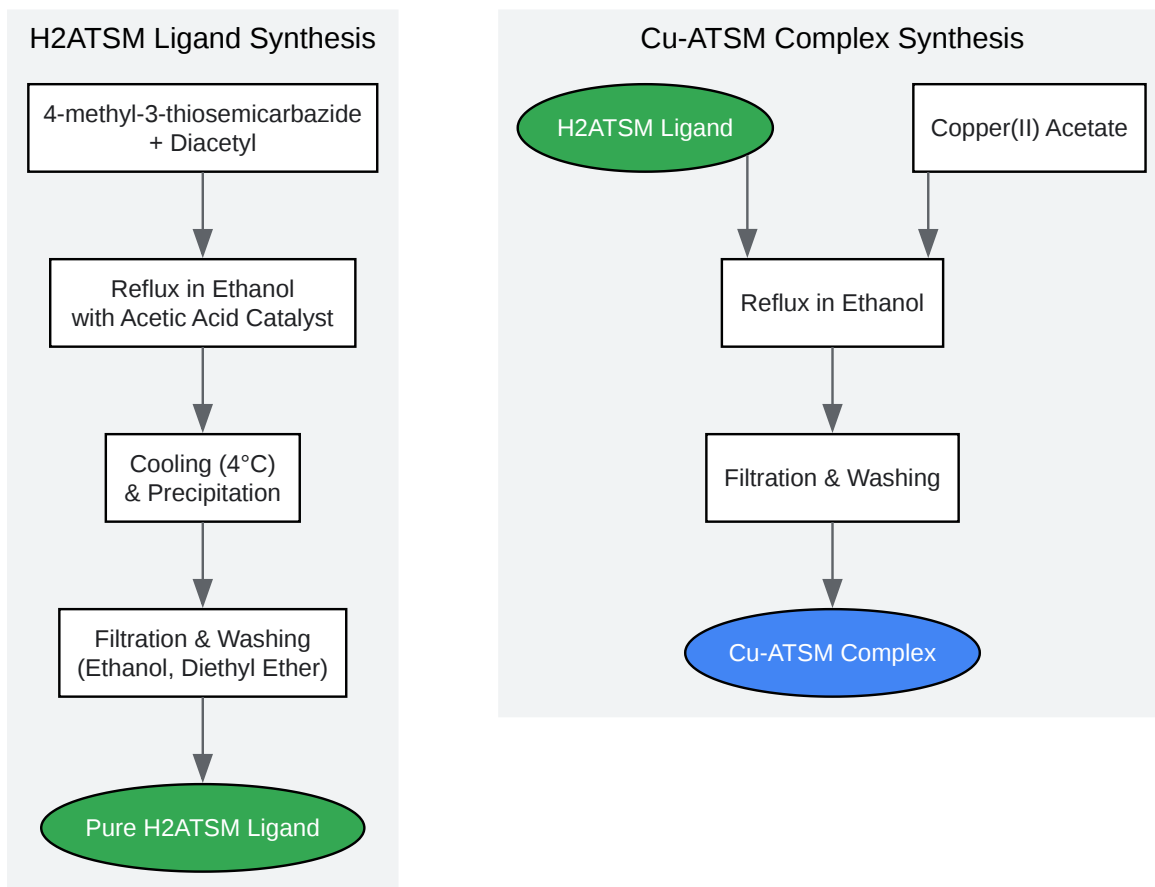 H2ATSM Ligand Synthesis
4-methyl-3-thiosemicarbazide
+ Diacetyl
Reflux in Ethanol
with Acetic Acid Catalyst
Cooling (4°C)
& Precipitation
Filtration & Washing
(Ethanol, Diethyl Ether)
Pure H2ATSM Ligand
Cu-ATSM Complex Synthesis
H2ATSM Ligand
Copper(II) Acetate
Reflux in Ethanol
Filtration & Washing
Cu-ATSM Complex